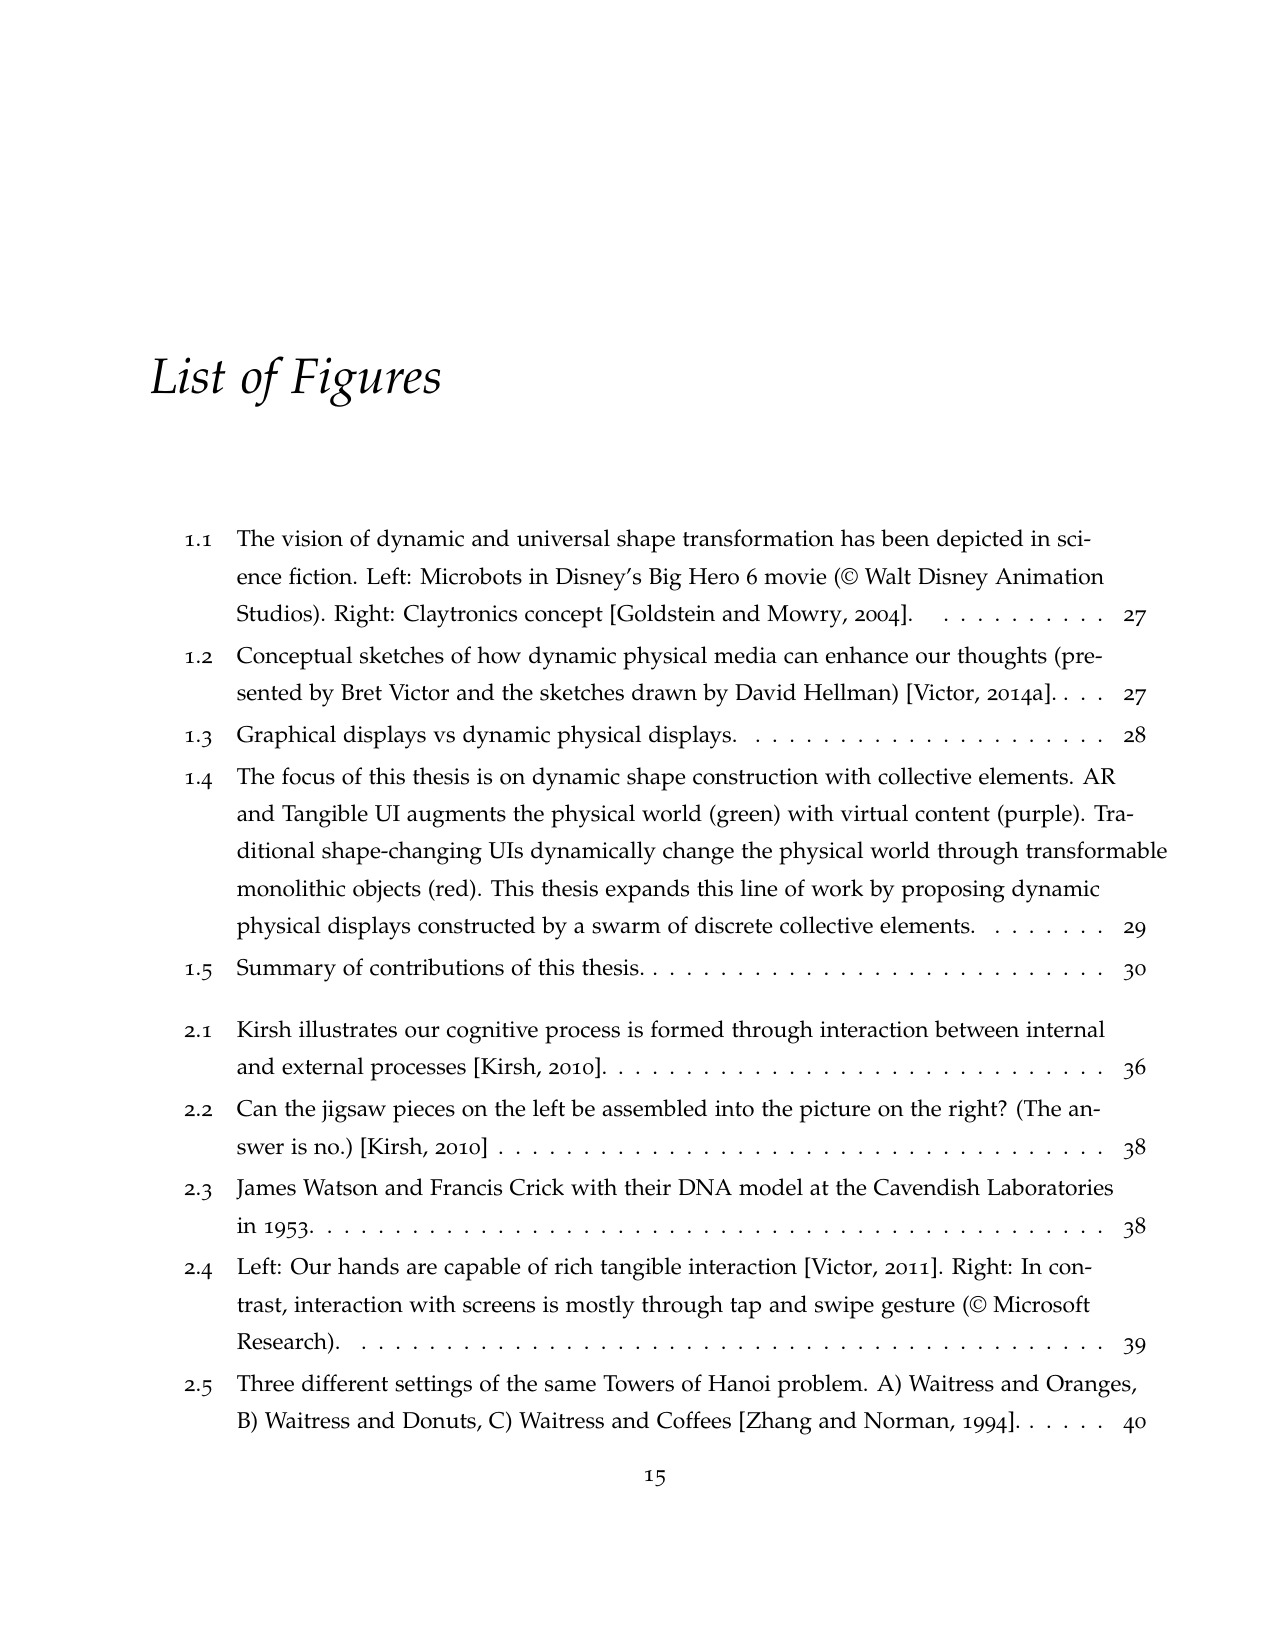 List of Figures
1.1 The vision of dynamic and universal shape transformation has been depicted in sci-
ence fiction. Left: Microbots in Disney's Big Hero 6 movie (© Walt Disney Animation
Studios). Right: Claytronics concept [Goldstein and Mowry, 2004]. . . . . . . . . . . 27
1.2 Conceptual sketches of how dynamic physical media can enhance our thoughts (pre-
sented by Bret Victor and the sketches drawn by David Hellman) [Victor, 2014a]. . . . 27
1.3 Graphical displays vs dynamic physical displays. . . . . . . . . . . . . . . . . . . . . . 28
1.4 The focus of this thesis is on dynamic shape construction with collective elements. AR
and Tangible UI augments the physical world (green) with virtual content (purple). Tra-
ditional shape-changing UIs dynamically change the physical world through transformable
monolithic objects (red). This thesis expands this line of work by proposing dynamic
physical displays constructed by a swarm of discrete collective elements. . . . . . . . 29
1.5 Summary of contributions of this thesis. . . . . . . . . . . . . . . . . . . . . . . . . . . . 30
2.1 Kirsh illustrates our cognitive process is formed through interaction between internal
and external processes [Kirsh, 2010]. . . . . . . . . . . . . . . . . . . . . . . . . . . . . . 36
2.2 Can the jigsaw pieces on the left be assembled into the picture on the right? (The an-
swer is no.) [Kirsh, 2010] . . . . . . . . . . . . . . . . . . . . . . . . . . . . . . . . . . . . 38
2.3 James Watson and Francis Crick with their DNA model at the Cavendish Laboratories
in 1953. . . . . . . . . . . . . . . . . . . . . . . . . . . . . . . . . . . . . . . . . . . . . . . 38
2.4 Left: Our hands are capable of rich tangible interaction [Victor, 2011]. Right: In con-
trast, interaction with screens is mostly through tap and swipe gesture (© Microsoft
Research). . . . . . . . . . . . . . . . . . . . . . . . . . . . . . . . . . . . . . . . . . . . . 39
2.5 Three different settings of the same Towers of Hanoi problem. A) Waitress and Oranges,
B) Waitress and Donuts, C) Waitress and Coffees [Zhang and Norman, 1994]. . . . . . 40
15